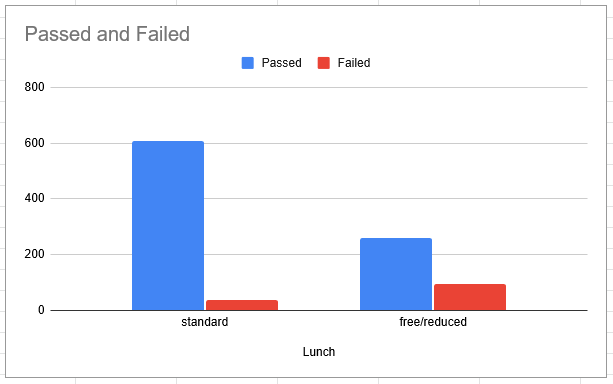 Passed and Failed
Passed Failed
800
600
400
200
0
standard free/reduced
Lunch